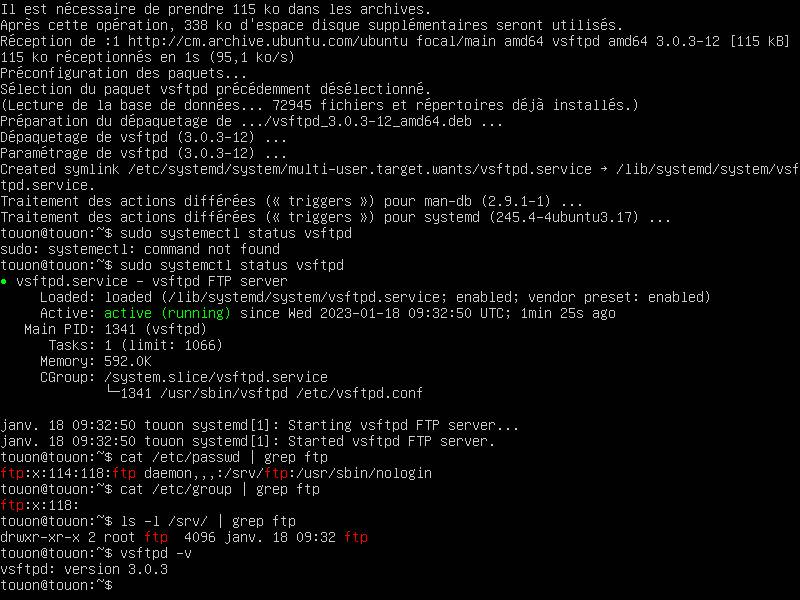 Il est nécessaire de prendre 115 ko dans les archives.
Après cette opération, 338 ko d'espace disque supplémentaires seront utilisés.
Réception de :1 http://cm.archive.ubuntu.com/ubuntu focal/main amd64 vsftpd amd64 3.0.3-12 [115 kB]
115 ko réceptionnés en 1s (95,1 ko/s)
Préconfiguration des paquets...
Sélection du paquet vsftpd précédemment désélectionné.
(Lecture de la base de données... 72945 fichiers et répertoires déjà installés.)
Préparation du dépaquetage de .../vsftpd_3.0.3-12_amd64.deb ...
Dépaquetage de vsftpd (3.0.3-12) ...
Paramétrage de vsftpd (3.0.3-12) ...
Created symlink /etc/systemd/system/multi-user.target.wants/vsftpd.service → /lib/systemd/system/vsf
tpd.service.
Traitement des actions différées (« triggers ») pour man-db (2.9.1-1) ...
Traitement des actions différées (« triggers ») pour systemd (245.4-4ubuntu3.17) ...
touon@touon:~$ sudo systemectl status vsftpd
sudo: systemectl: command not found
touon@touon:~$ sudo systemctl status vsftpd
● vsftpd.service - vsftpd FTP server
     Loaded: loaded (/lib/systemd/system/vsftpd.service; enabled; vendor preset: enabled)
     Active: active (running) since Wed 2023-01-18 09:32:50 UTC; 1min 25s ago
   Main PID: 1341 (vsftpd)
      Tasks: 1 (limit: 1066)
     Memory: 592.0K
     CGroup: /system.slice/vsftpd.service
             └─1341 /usr/sbin/vsftpd /etc/vsftpd.conf
janv. 18 09:32:50 touon systemd[1]: Starting vsftpd FTP server...
janv. 18 09:32:50 touon systemd[1]: Started vsftpd FTP server.
touon@touon:~$ cat /etc/passwd | grep ftp
ftp:x:114:118:ftp daemon,,,:/srv/ftp:/usr/sbin/nologin
touon@touon:~$ cat /etc/group | grep ftp
ftp:x:118:
touon@touon:~$ ls -l /srv/ | grep ftp
drwxr-xr-x 2 root ftp  4096 janv. 18 09:32 ftp
touon@touon:~$ vsftpd -v
vsftpd: version 3.0.3
touon@touon:~$